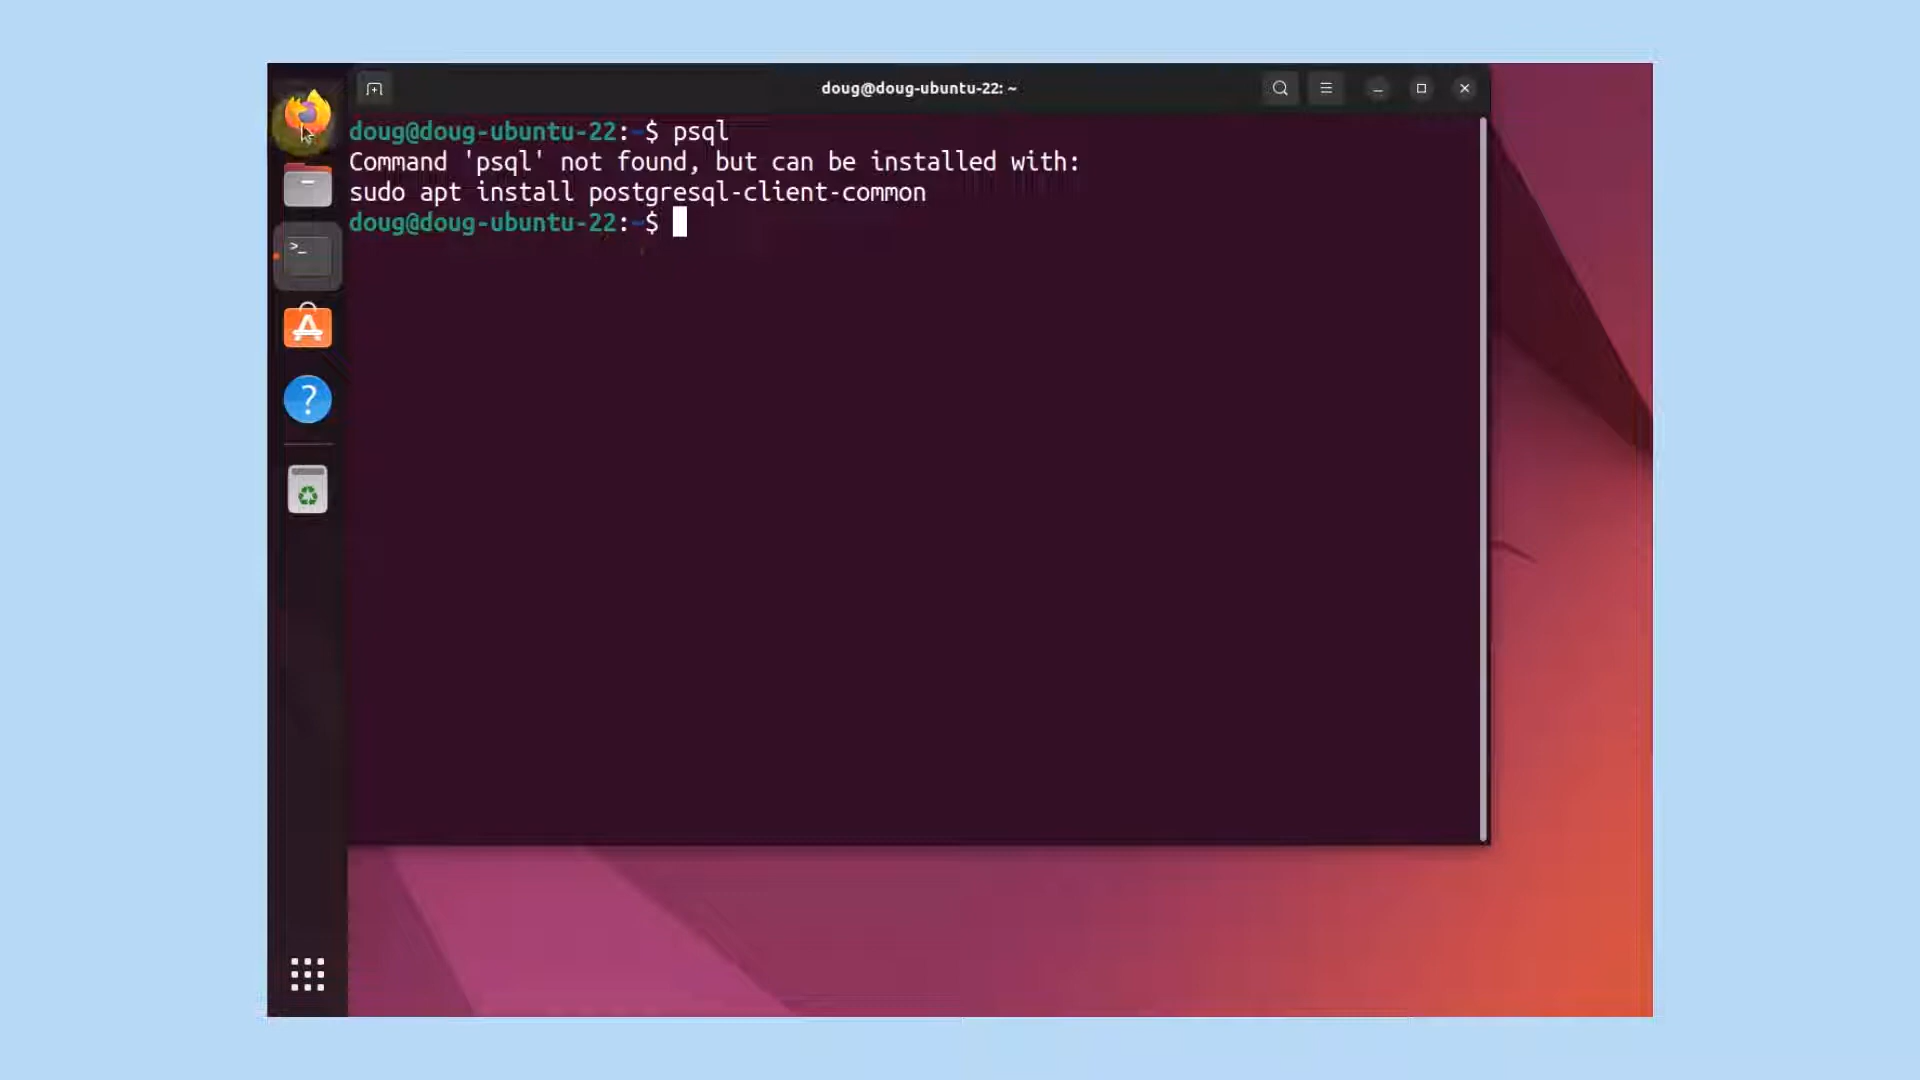 doug@doug-ubuntu-22: ~
doug@doug-ubuntu-22:~$ psql
Command 'psql' not found, but can be installed with:
sudo apt install postgresql-client-common
doug@doug-ubuntu-22:~$